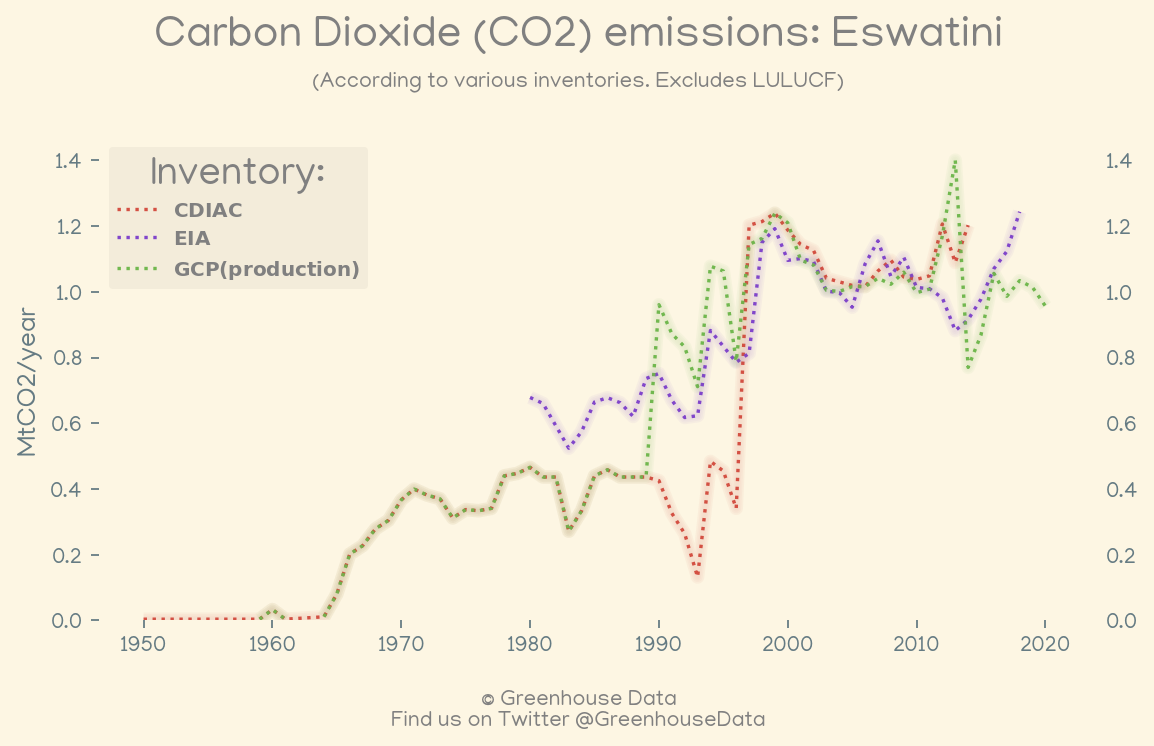 Carbon Dioxide (CO2) emissions: Eswatini
(According to various inventories. Excludes LULUCF)
Inventory:
CDIAC
EIA
GCP(production)
MtCO2/year
1.4
1.2
1.0
0.8
0.6
0.4
0.2
0.0
1.4
1.2
1.0
0.8
0.6
0.4
0.2
0.0
1950 1960 1970 1980 1990 2000 2010 2020
© Greenhouse Data
Find us on Twitter @GreenhouseData